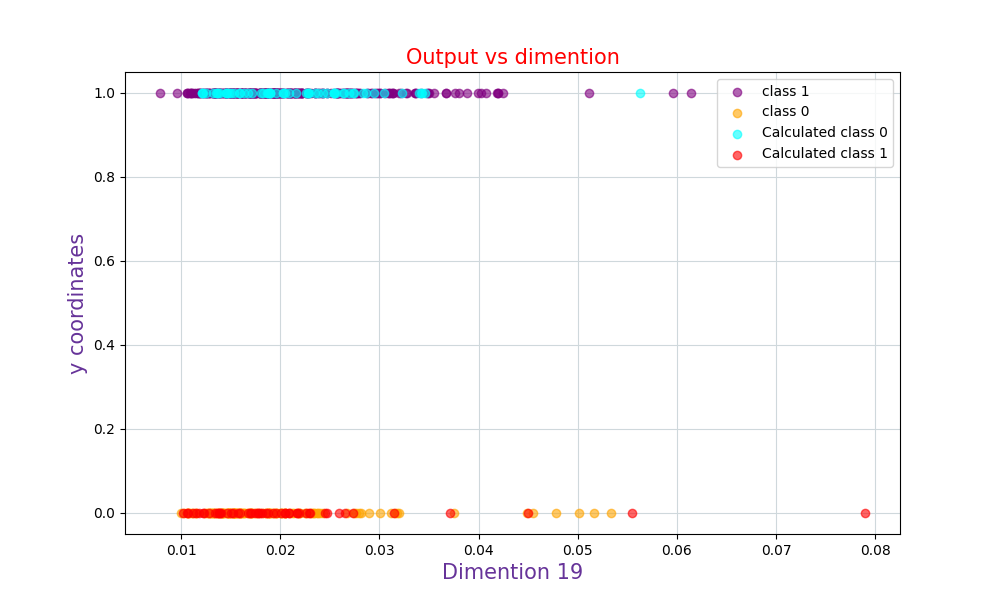 Output vs dimention
class 1
class 0
Calculated class 0
Calculated class 1
y coordinates
1.0
0.8
0.6
0.4
0.2
0.0
0.01 0.02 0.03 0.04 0.05 0.06 0.07 0.08
Dimention 19